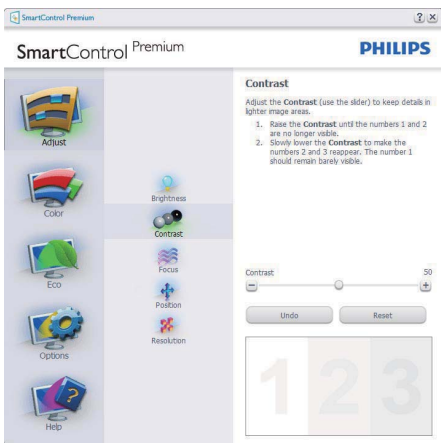 SmartControl Premium
? ×
SmartControl Premium
PHILIPS
Adjust
Color
Eco
Options
Help
Brightness
Contrast
Focus
Position
Resolution
Contrast
Adjust the Contrast (use the slider) to keep details in
lighter image areas.
1. Raise the Contrast until the numbers 1 and 2
are no longer visible.
2. Slowly lower the Contrast to make the
numbers 2 and 3 reappear. The number 1
should remain barely visible.
Contrast 50
− +
Undo Reset
1 2 3